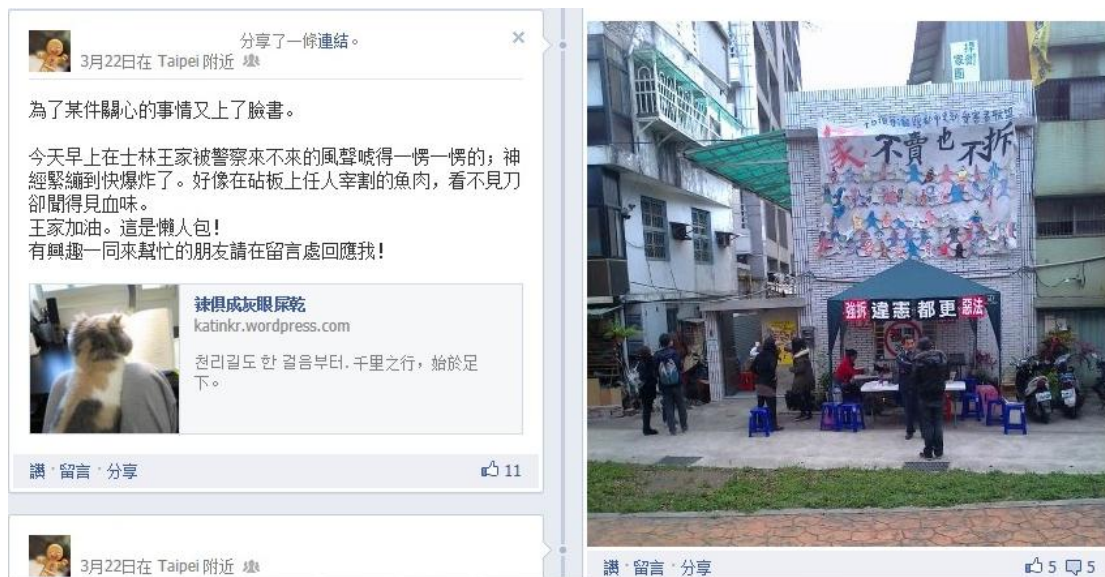 分享了一條連結。
3月22日在 Taipei 附近
為了某件關心的事情又上了臉書。
今天早上在士林王家被警察來不來的風聲唬得一愣一愣的；神
經緊繃到快爆炸了。好像在砧板上任人宰割的魚肉，看不見刀
卻聞得見血味。
王家加油。這是懶人包！
有興趣一同來幫忙的朋友請在留言處回應我！
辣俱成灰眼屎乾
katinkr.wordpress.com
천리길도 한 걸음부터. 千里之行，始於足
下。
讚 · 留言 · 分享
11
3月22日在 Taipei 附近
家 不賣也不拆
強拆 違憲 都更 惡法
讚 · 留言 · 分享
5 5